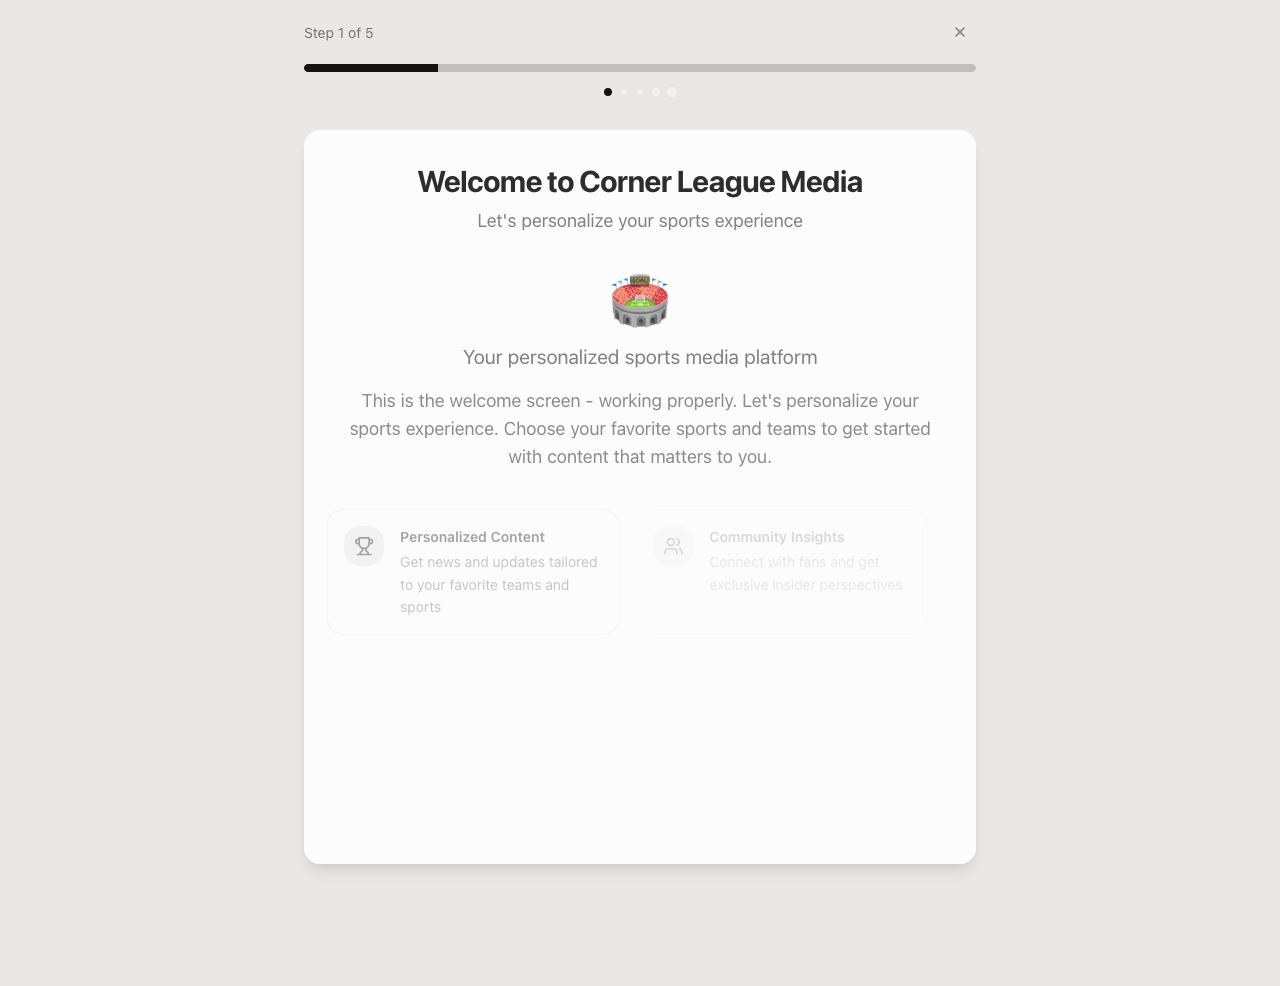 Step 1 of 5
Welcome to Corner League Media
Let's personalize your sports experience
Your personalized sports media platform
This is the welcome screen - working properly. Let's personalize your
sports experience. Choose your favorite sports and teams to get started
with content that matters to you.
Personalized Content
Get news and updates tailored
to your favorite teams and
sports
Community Insights
Connect with fans and get
exclusive insider perspectives